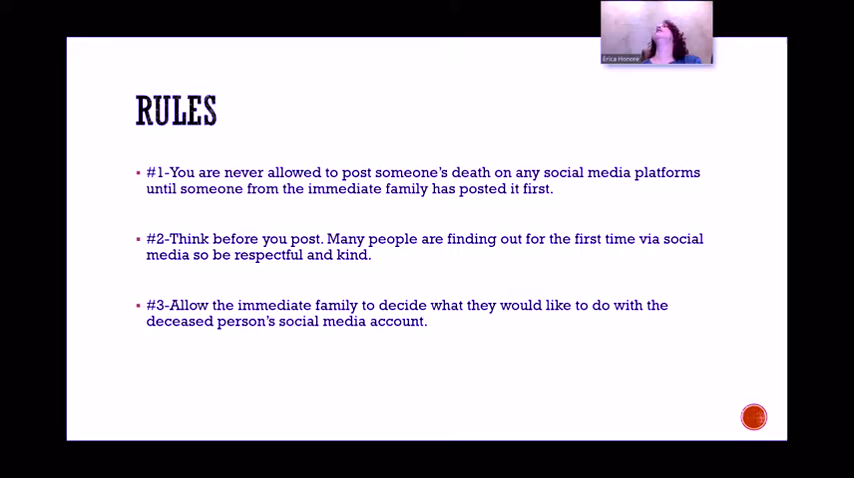 Erica Honore
RULES
#1-You are never allowed to post someone's death on any social media platforms
until someone from the immediate family has posted it first.
#2-Think before you post. Many people are finding out for the first time via social
media so be respectful and kind.
#3-Allow the immediate family to decide what they would like to do with the
deceased person's social media account.